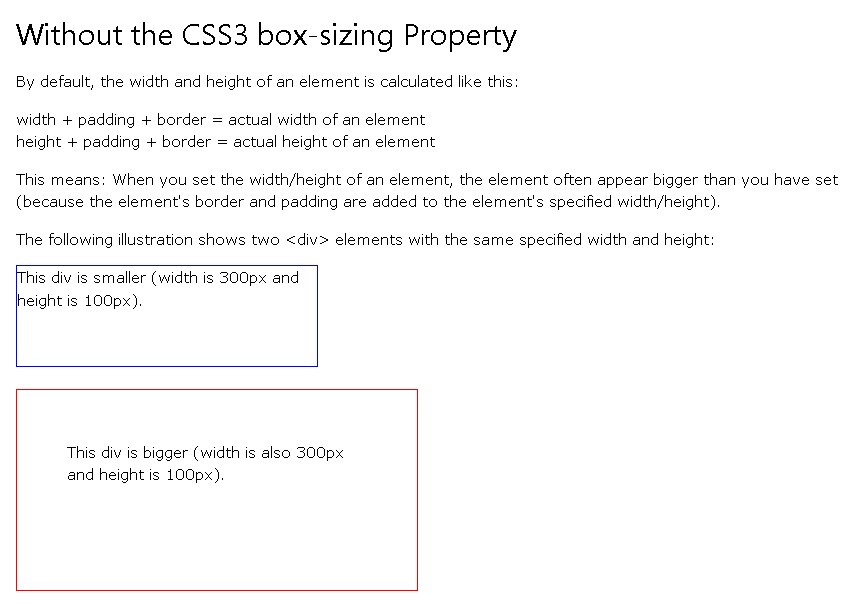 Without the CSS3 box-sizing Property
By default, the width and height of an element is calculated like this:
width + padding + border = actual width of an element
height + padding + border = actual height of an element
This means: When you set the width/height of an element, the element often appear bigger than you have set
(because the element's border and padding are added to the element's specified width/height).
The following illustration shows two <div> elements with the same specified width and height:
This div is smaller (width is 300px and
height is 100px).
This div is bigger (width is also 300px
and height is 100px).